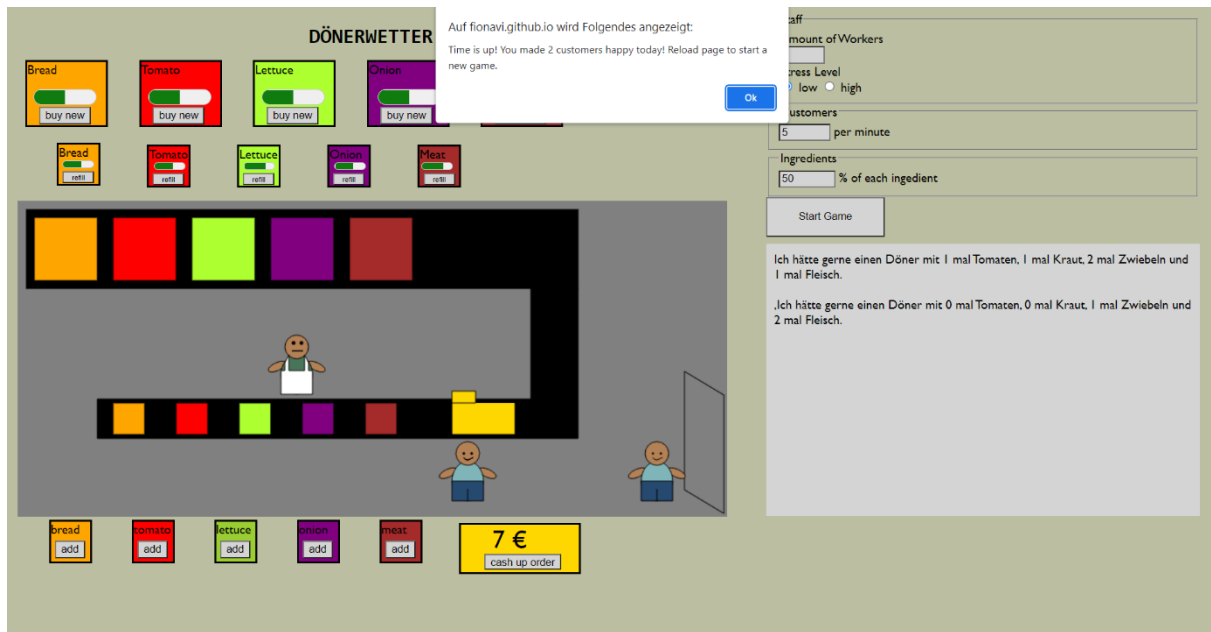 DÖNERWETTER
Auf fionavi.github.io wird Folgendes angezeigt:
Time is up! You made 2 customers happy today! Reload page to start a
new game.
Ok
Bread
Tomato
Lettuce
Onion
buy new
buy new
buy new
buy new
Bread
Tomato
Lettuce
Onion
Meat
refill
refill
refill
refill
refill
taff
mount of Workers
tress Level
low
high
ustomers
5 per minute
Ingredients
50 % of each ingedient
Start Game
Ich hätte gerne einen Döner mit 1 mal Tomaten, 1 mal Kraut, 2 mal Zwiebeln und
1 mal Fleisch.
,Ich hätte gerne einen Döner mit 0 mal Tomaten, 0 mal Kraut, 1 mal Zwiebeln und
2 mal Fleisch.
bread
tomato
lettuce
onion
meat
add
add
add
add
add
7 €
cash up order